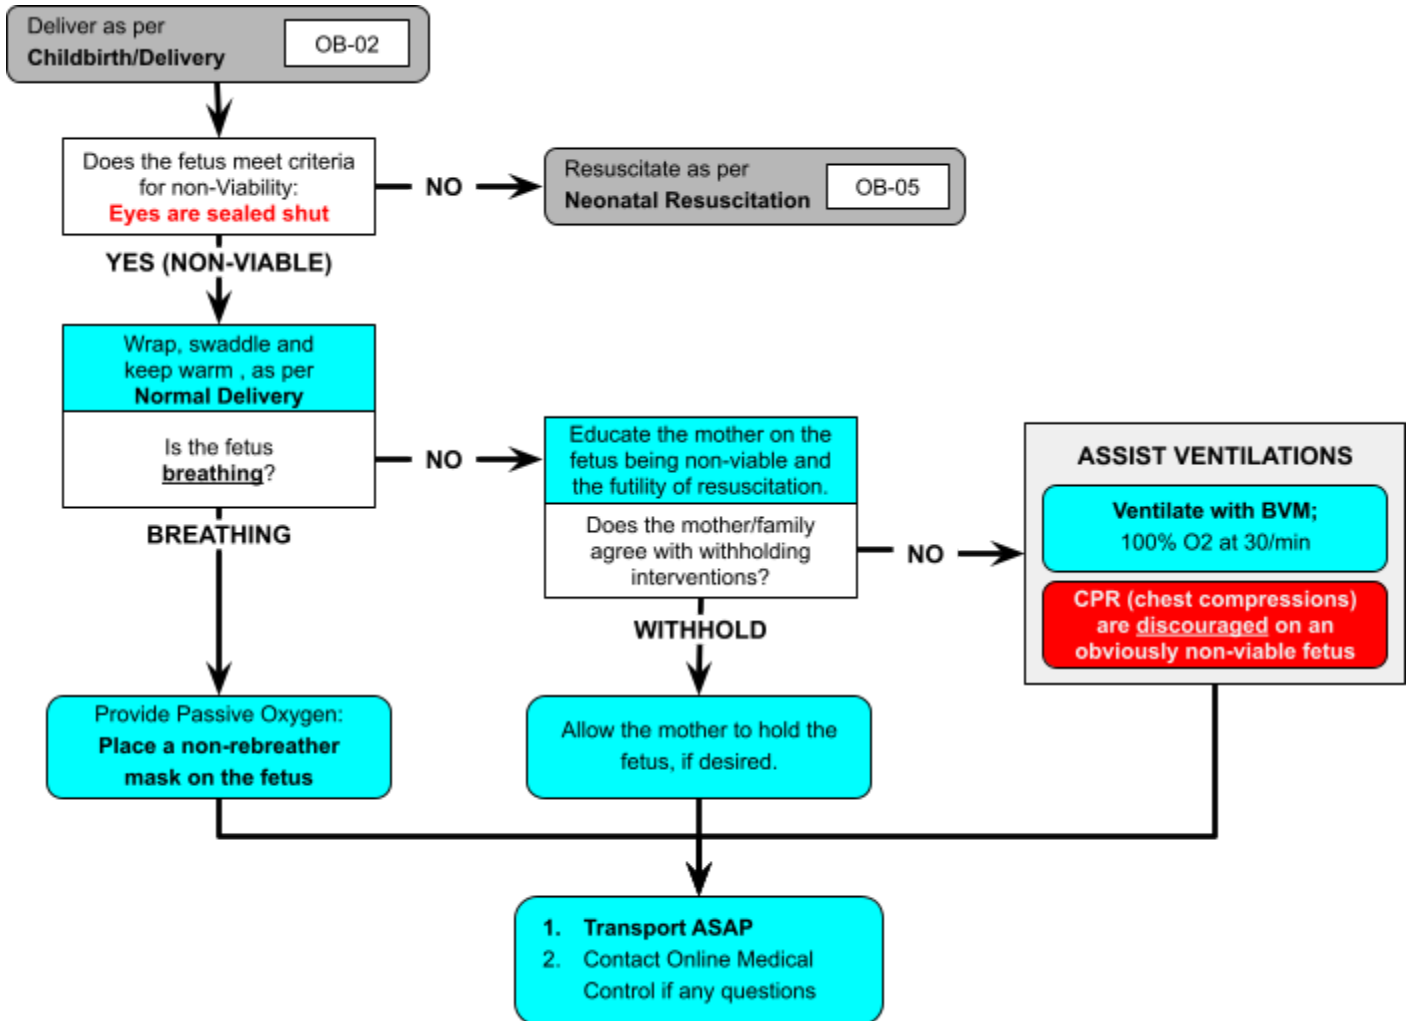 Deliver as per
Childbirth/Delivery
OB-02
Does the fetus meet criteria
for non-Viability:
Eyes are sealed shut
NO
Resuscitate as per
Neonatal Resuscitation
OB-05
YES (NON-VIABLE)
Wrap, swaddle and
keep warm , as per
Normal Delivery
Is the fetus
breathing?
NO
Educate the mother on the
fetus being non-viable and
the futility of resuscitation.
Does the mother/family
agree with withholding
interventions?
NO
ASSIST VENTILATIONS
Ventilate with BVM;
100% O2 at 30/min
CPR (chest compressions)
are discouraged on an
obviously non-viable fetus
BREATHING
WITHHOLD
Provide Passive Oxygen:
Place a non-rebreather
mask on the fetus
Allow the mother to hold the
fetus, if desired.
1. Transport ASAP
2. Contact Online Medical
Control if any questions